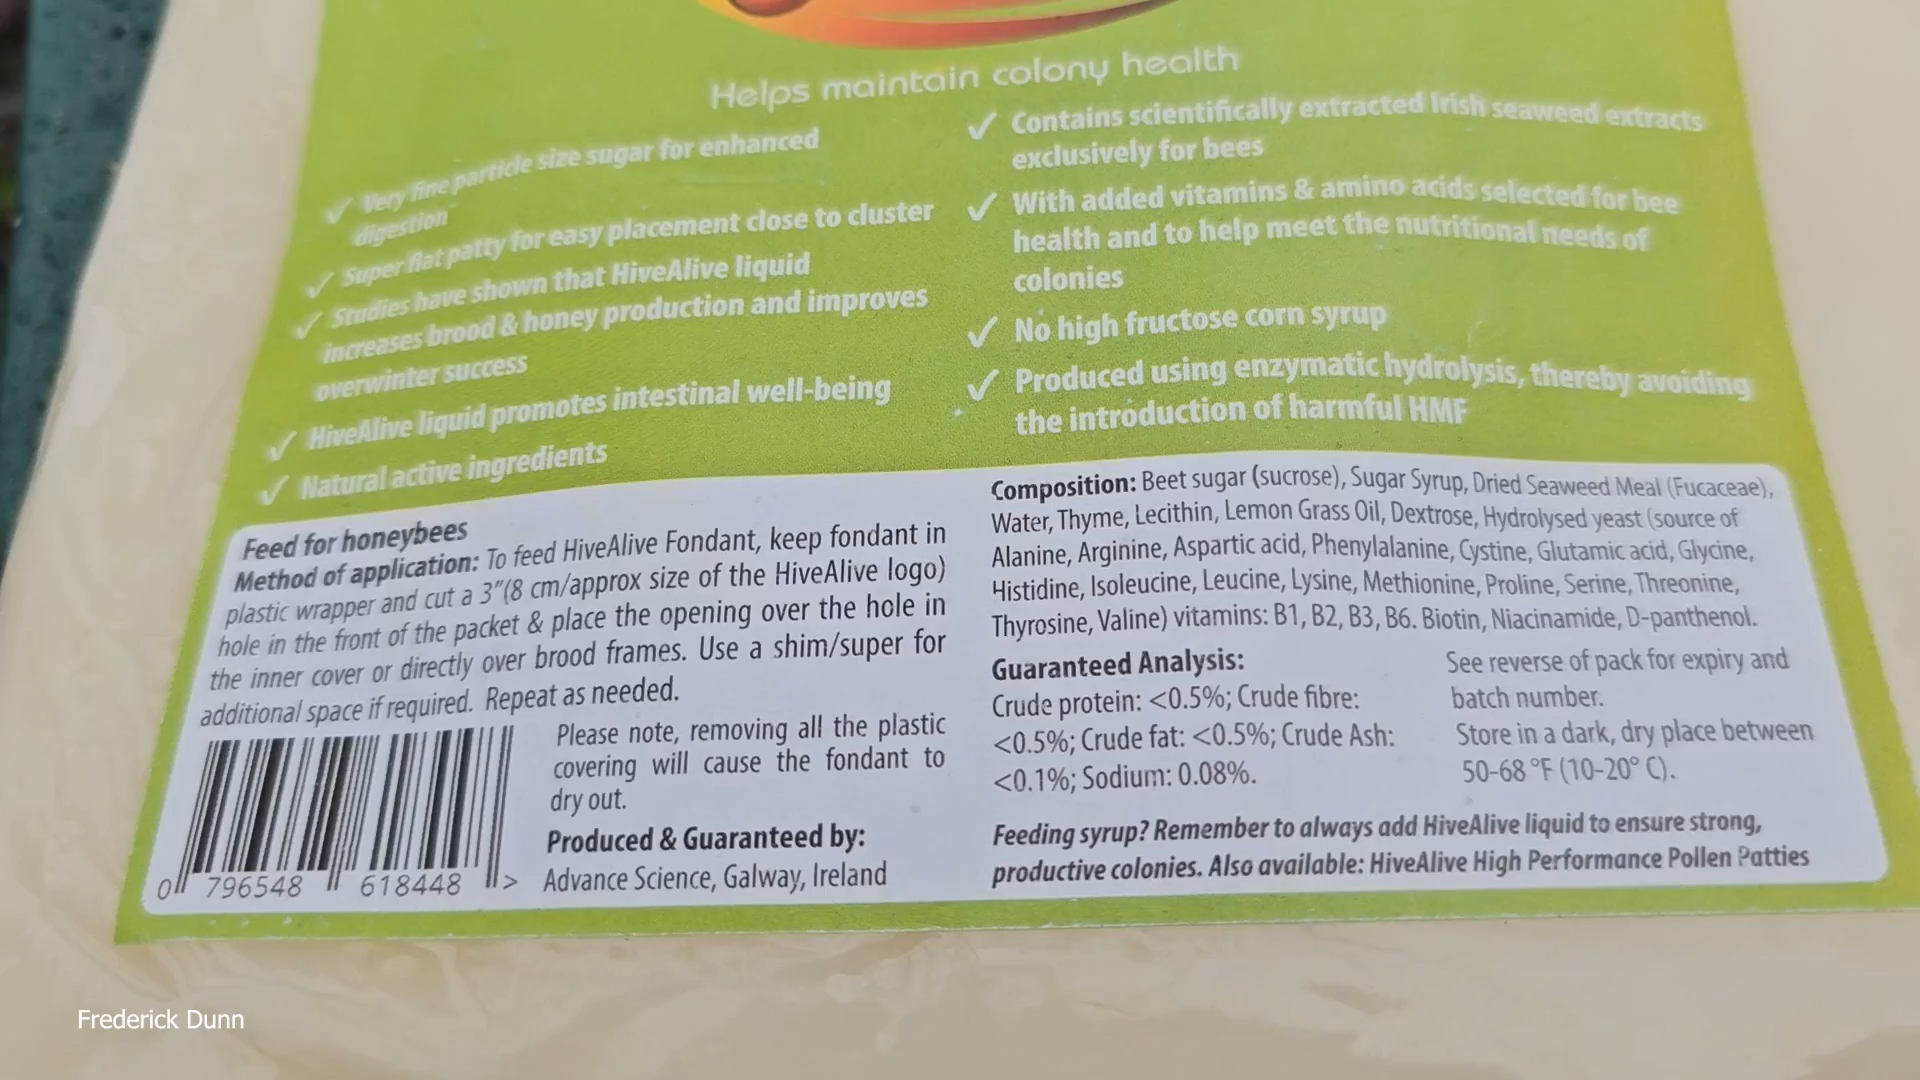 Helps maintain colony health
✓ Very fine particle size sugar for enhanced
digestion
✓ Super flat patty for easy placement close to cluster
✓ Studies have shown that HiveAlive liquid
increases brood & honey production and improves
overwinter success
✓ HiveAlive liquid promotes intestinal well-being
✓ Natural active ingredients
✓ Contains scientifically extracted Irish seaweed extracts
exclusively for bees
✓ With added vitamins & amino acids selected for bee
health and to help meet the nutritional needs of
colonies
✓ No high fructose corn syrup
✓ Produced using enzymatic hydrolysis, thereby avoiding
the introduction of harmful HMF
Feed for honeybees
Method of application: To feed HiveAlive Fondant, keep fondant in
plastic wrapper and cut a 3"(8 cm/approx size of the HiveAlive logo)
hole in the front of the packet & place the opening over the hole in
the inner cover or directly over brood frames. Use a shim/super for
additional space if required. Repeat as needed.
Please note, removing all the plastic
covering will cause the fondant to
dry out.
Produced & Guaranteed by:
Advance Science, Galway, Ireland
0 796548 618448 >
Composition: Beet sugar (sucrose), Sugar Syrup, Dried Seaweed Meal (Fucaceae),
Water, Thyme, Lecithin, Lemon Grass Oil, Dextrose, Hydrolysed yeast (source of
Alanine, Arginine, Aspartic acid, Phenylalanine, Cystine, Glutamic acid, Glycine,
Histidine, Isoleucine, Leucine, Lysine, Methionine, Proline, Serine, Threonine,
Thyrosine, Valine) vitamins: B1, B2, B3, B6. Biotin, Niacinamide, D-panthenol.
Guaranteed Analysis:
Crude protein: <0.5%; Crude fibre:
<0.5%; Crude fat: <0.5%; Crude Ash:
<0.1%; Sodium: 0.08%.
See reverse of pack for expiry and
batch number.
Store in a dark, dry place between
50-68 °F (10-20° C).
Feeding syrup? Remember to always add HiveAlive liquid to ensure strong,
productive colonies. Also available: HiveAlive High Performance Pollen Patties
Frederick Dunn